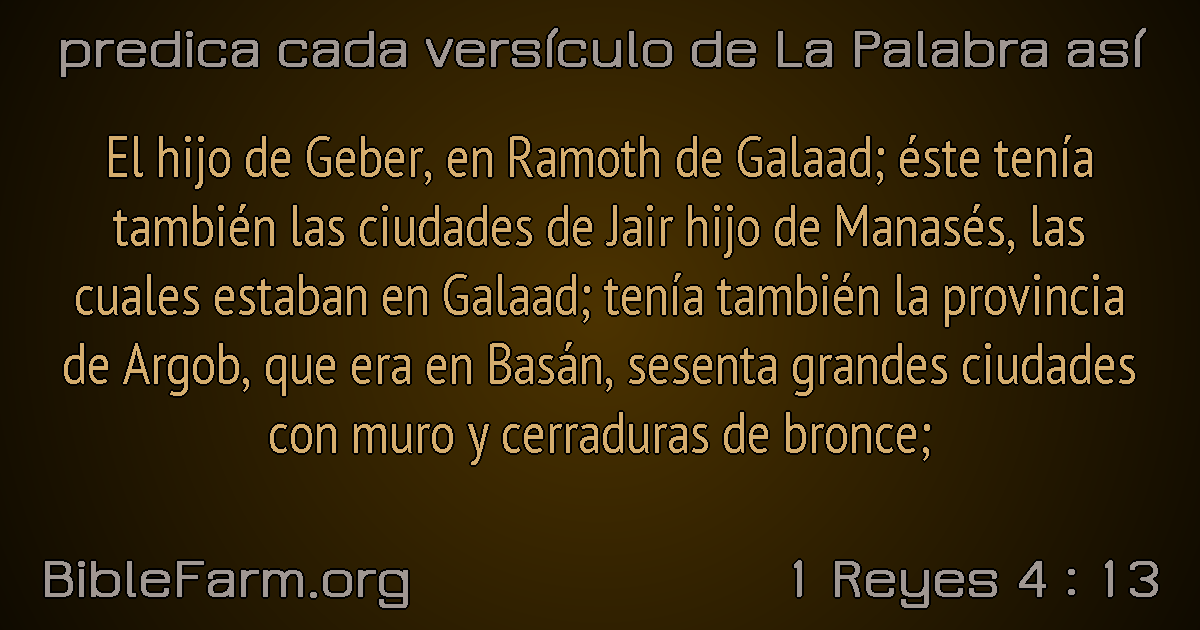 predica cada versículo de La Palabra así
El hijo de Geber, en Ramoth de Galaad; éste tenía
también las ciudades de Jair hijo de Manasés, las
cuales estaban en Galaad; tenía también la provincia
de Argob, que era en Basán, sesenta grandes ciudades
con muro y cerraduras de bronce;
BibleFarm.org
1 Reyes 4 : 13